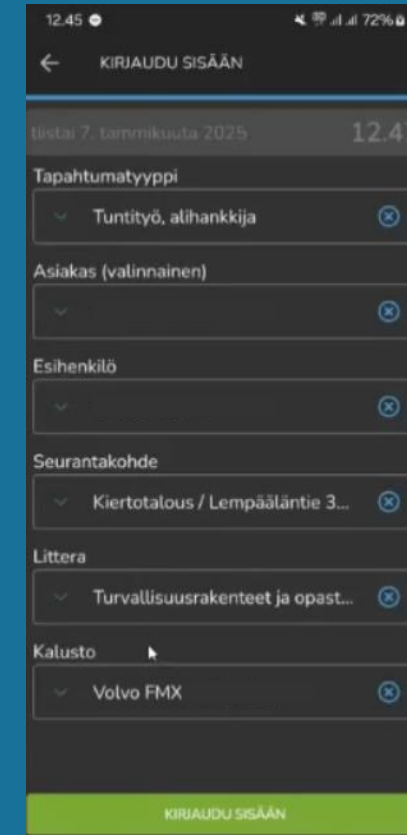 12.45 72%
KIRJAUDU SISÄÄN
tiistai 7. tammikuuta 2025 12.47
Tapahtumatyyppi
Tuntityö, alihankkija
Asiakas (valinnainen)
Esihenkilö
Seurantakohde
Kiertotalous / Lempääläntie 3...
Littera
Turvallisuusrakenteet ja opast...
Kalusto
Volvo FMX
KIRJAUDU SISÄÄN